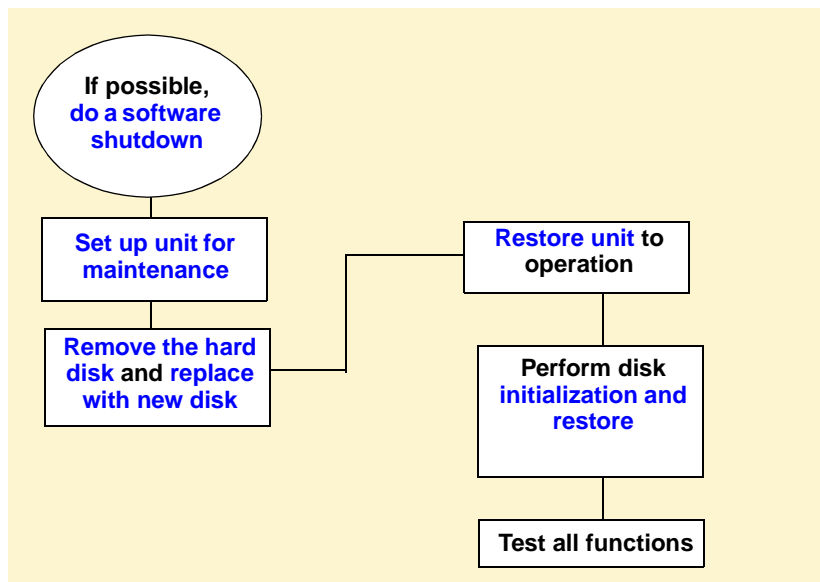 If possible,
do a software
shutdown
Set up unit for
maintenance
Remove the hard
disk and replace
with new disk
Restore unit to
operation
Perform disk
initialization and
restore
Test all functions